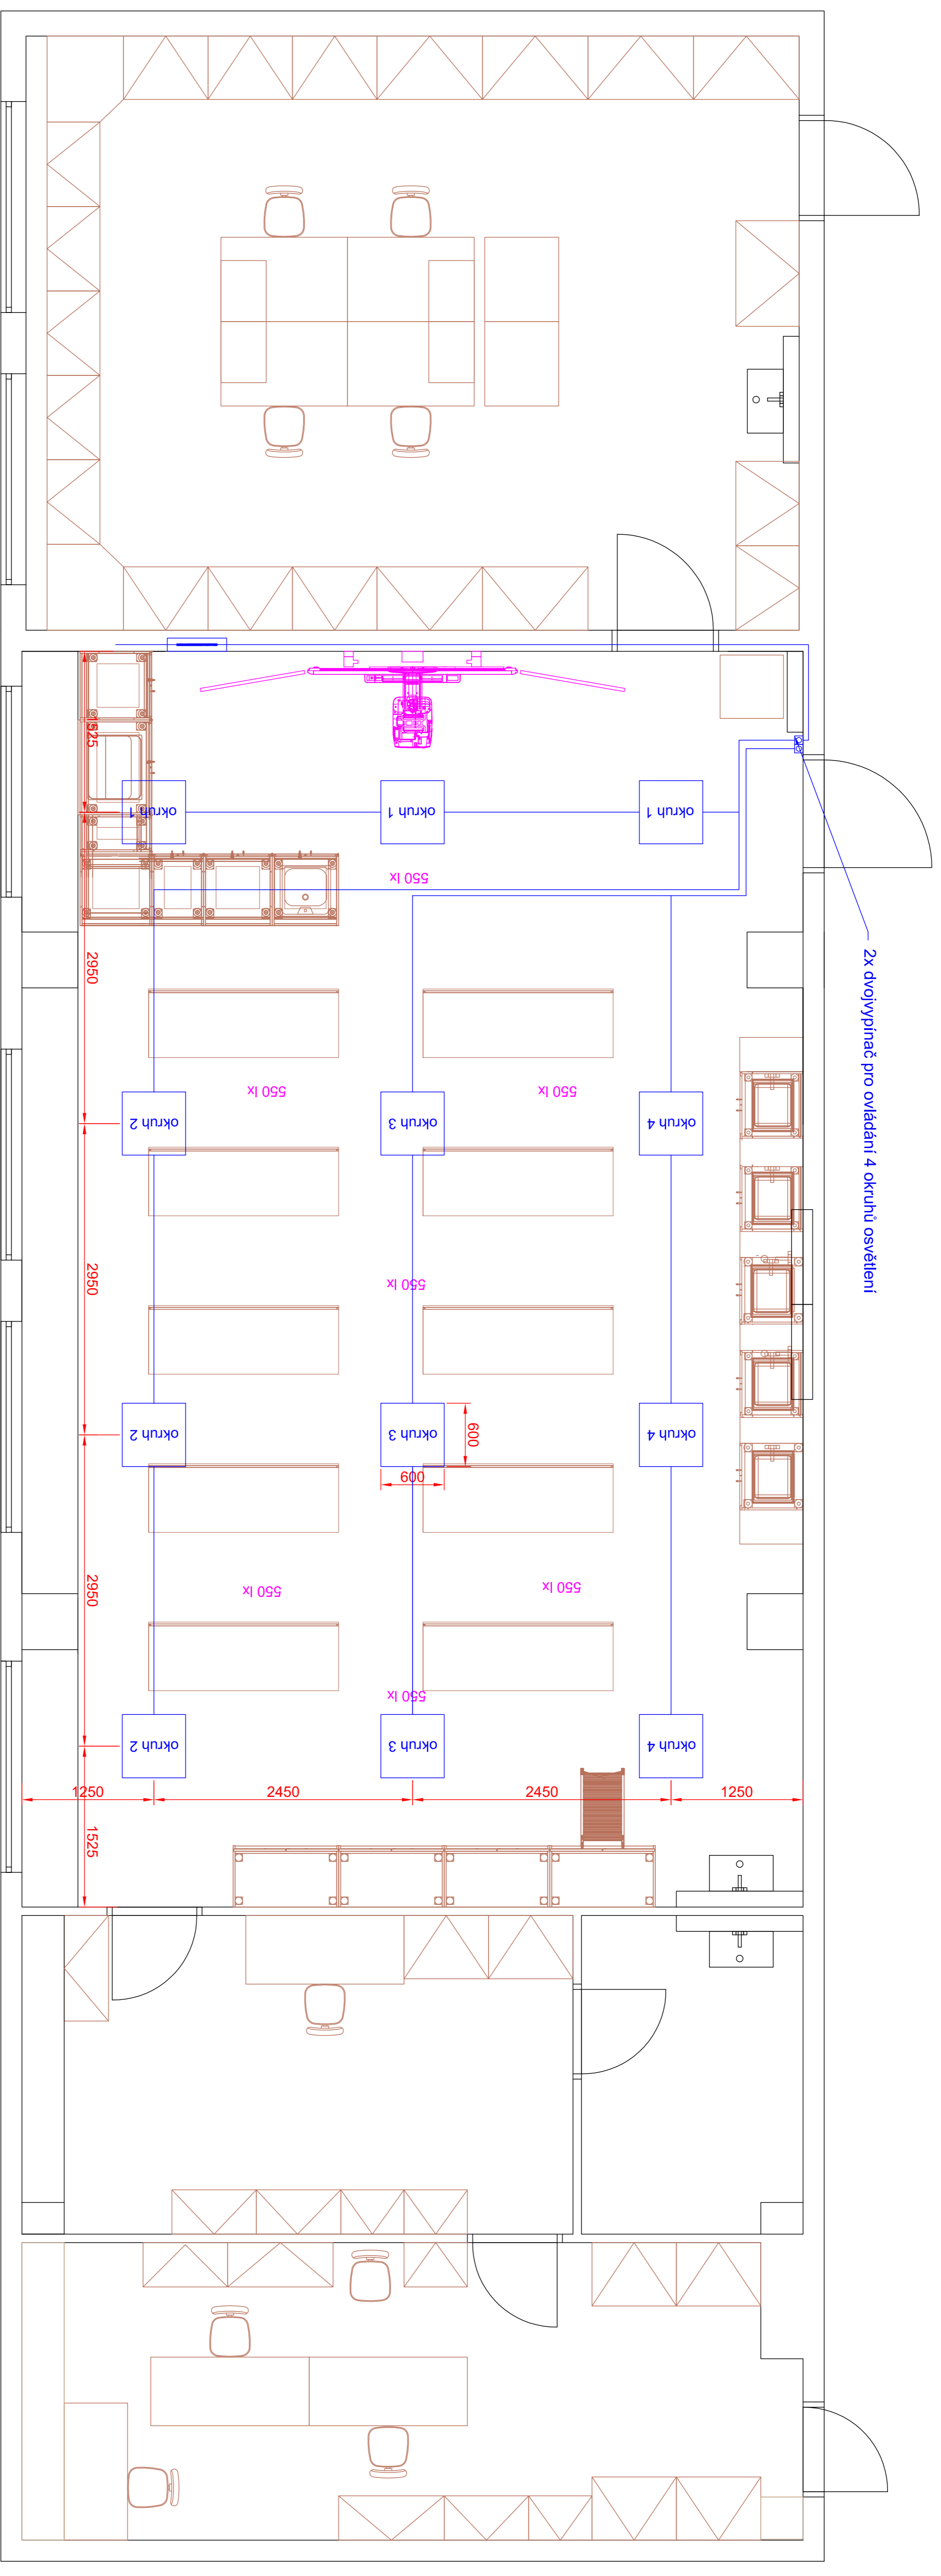 1525
okruh 1
okruh 1
okruh 1
550 lx
2x dvojvypínač pro ovládání 4 okruhů osvětlení
2950
550 lx
550 lx
okruh 2
okruh 3
okruh 4
2950
550 lx
okruh 2
okruh 3
okruh 4
600
600
2950
550 lx
550 lx
550 lx
okruh 2
okruh 3
okruh 4
1250
2450
2450
1250
1525